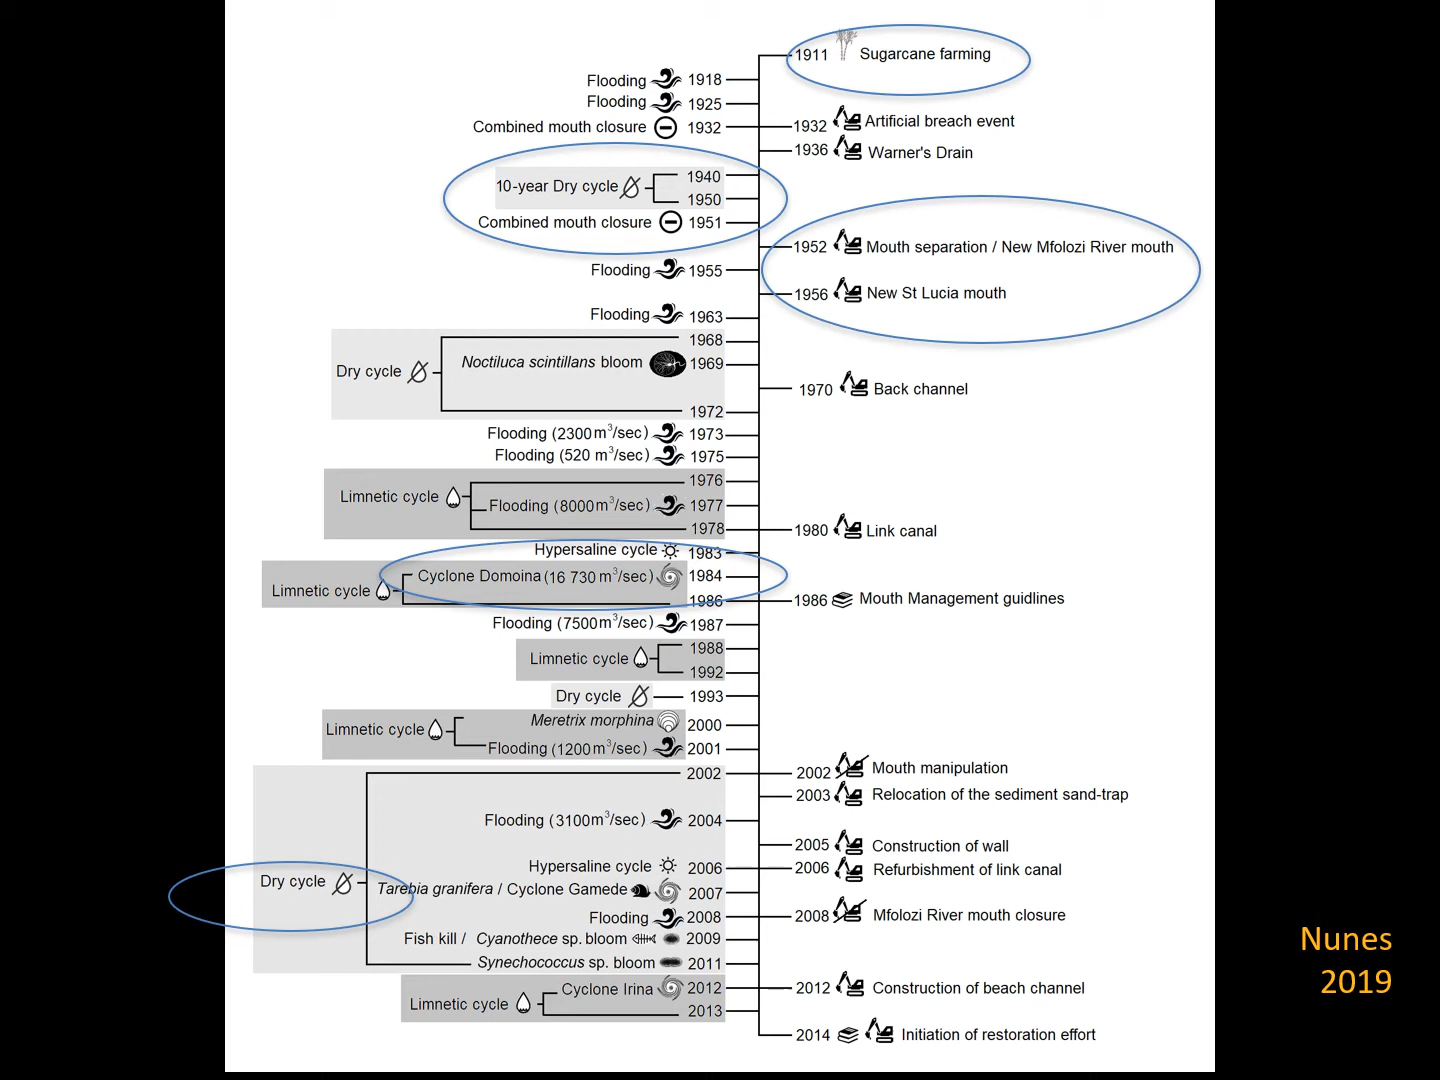 1911 Sugarcane farming
Flooding 1918
Flooding 1925
Combined mouth closure 1932
1932 Artificial breach event
1936 Warner's Drain
10-year Dry cycle
1940
1950
Combined mouth closure 1951
1952 Mouth separation / New Mfolozi River mouth
Flooding 1955
1956 New St Lucia mouth
Flooding 1963
Dry cycle
1968
Noctiluca scintillans bloom 1969
1970 Back channel
1972
Flooding (2300m³/sec) 1973
Flooding (520 m³/sec) 1975
Limnetic cycle
1976
Flooding (8000m³/sec) 1977
1978
1980 Link canal
Hypersaline cycle 1983
Limnetic cycle
Cyclone Domoina (16 730 m³/sec) 1984
1986
1986 Mouth Management guidlines
Flooding (7500m³/sec) 1987
Limnetic cycle
1988
1992
Dry cycle 1993
Limnetic cycle
Meretrix morphina 2000
Flooding (1200m³/sec) 2001
2002
2002 Mouth manipulation
2003 Relocation of the sediment sand-trap
Flooding (3100m³/sec) 2004
2005 Construction of wall
Hypersaline cycle 2006
2006 Refurbishment of link canal
Dry cycle
Tarebia granifera / Cyclone Gamede 2007
Flooding 2008
2008 Mfolozi River mouth closure
Fish kill / Cyanothece sp. bloom 2009
Synechococcus sp. bloom 2011
Limnetic cycle
Cyclone Irina 2012
2012 Construction of beach channel
2013
2014 Initiation of restoration effort
Nunes
2019